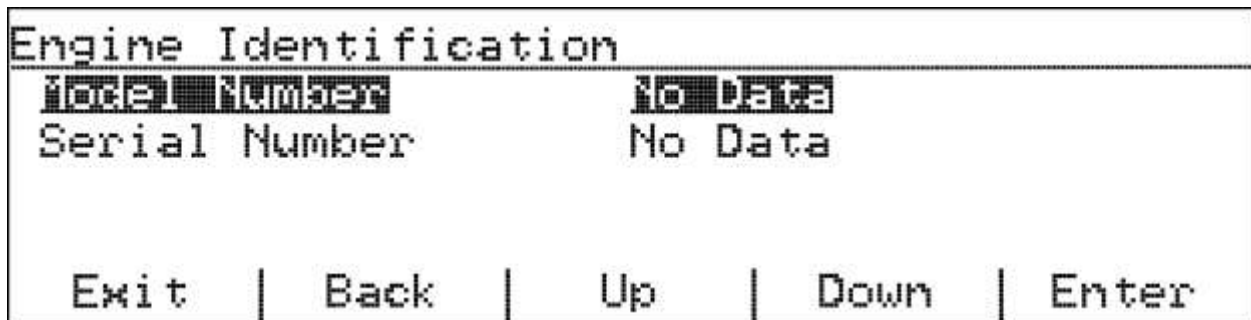 Engine Identification
Model Number No Data
Serial Number No Data
Exit | Back | Up | Down | Enter